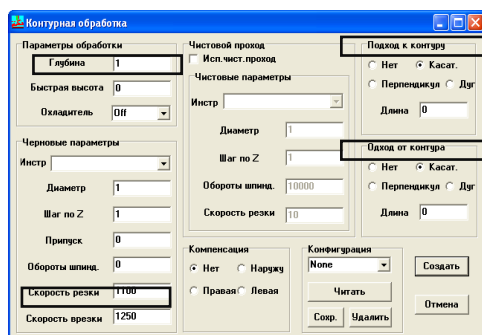 Контурная обработка
Параметры обработки
Глубина 1
Быстрая высота 0
Охладитель Off
Черновые параметры
Инстр
Диаметр 1
Шаг по Z 1
Припуск 0
Обороты шпинд. 0
Скорость резки 1100
Скорость врезки 1250
Чистовой проход
Исп.чист.проход
Чистовые параметры
Инстр
Диаметр 1
Шаг по Z 1
Обороты шпинд. 10000
Скорость резки 10
Компенсация
Нет Наружу
Правая Левая
Подход к контуру
Нет Касат.
Перпендикул Дуг
Длина 0
Одход от контура
Нет Касат.
Перпендикул Дуг
Длина 0
Конфигурация
None
Читать
Сохр. Удалить
Создать
Отмена